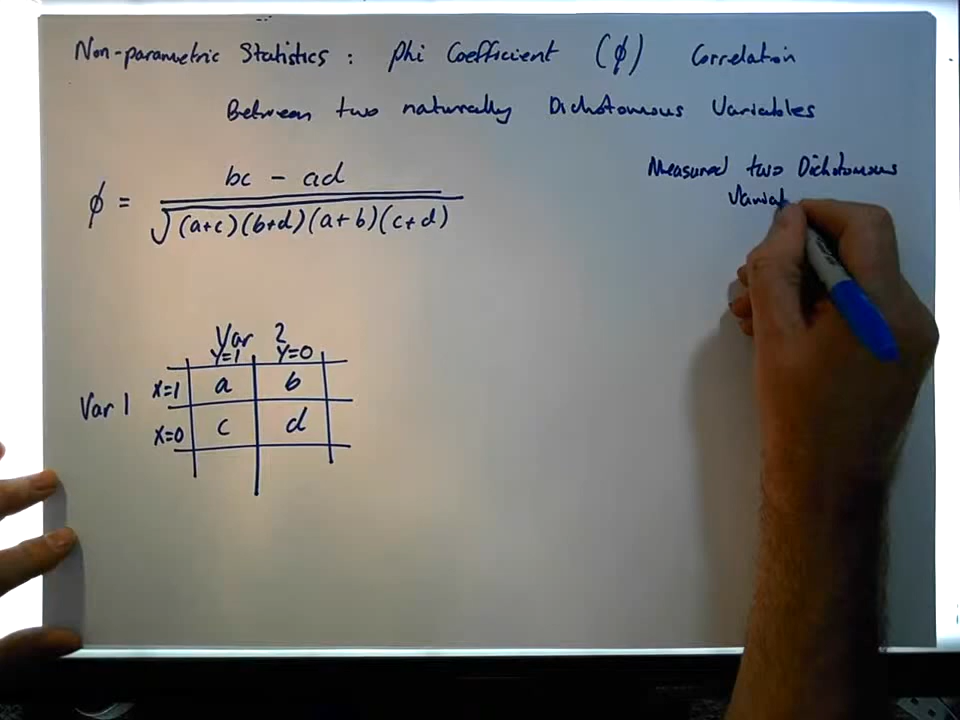 Non-parametric Statistics : Phi Coefficient (ϕ) Correlation
Between two naturally Dichotomous Variables
Measured two Dichotomous
Variab
ϕ = bc - ad
√(a+c)(b+d)(a+b)(c+d)
Var 2
Y=1 Y=0
X=1 a b
Var 1
X=0 c d